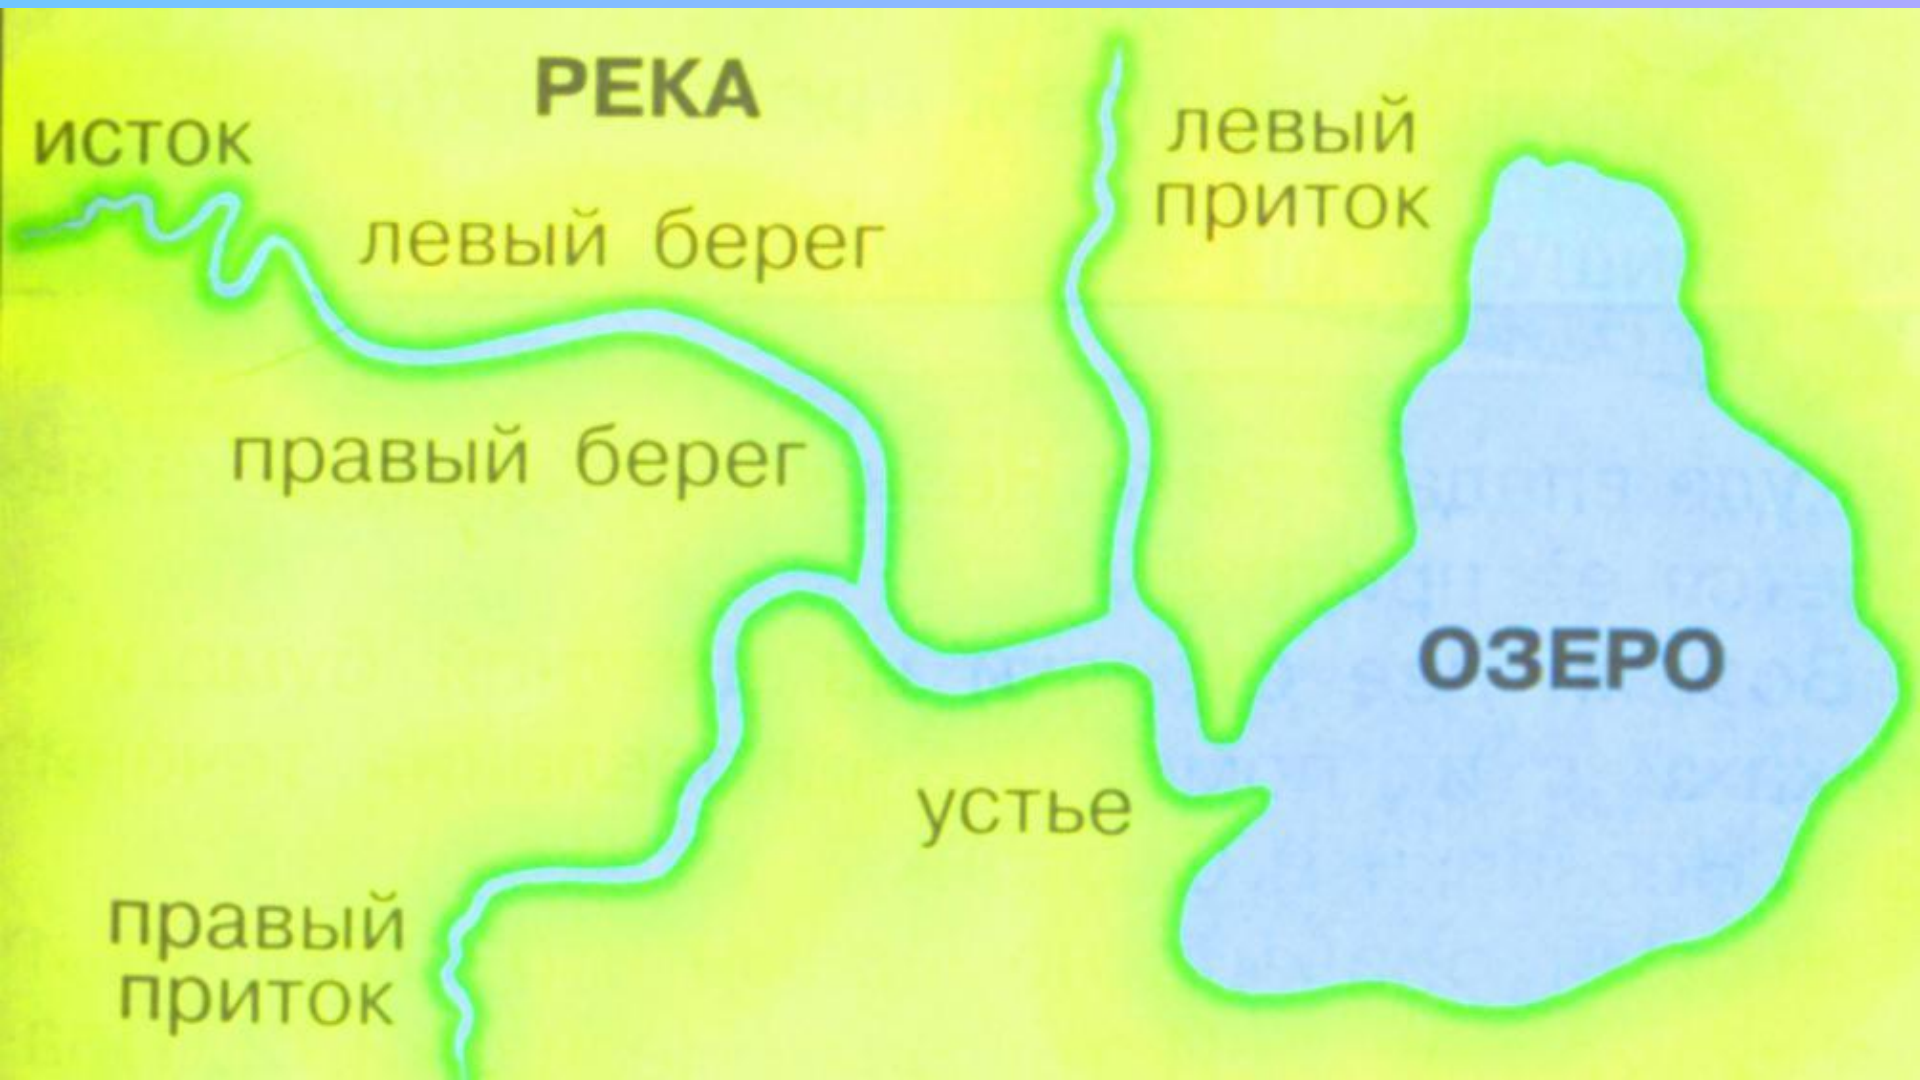 РЕКА
исток
левый
приток
левый берег
правый берег
ОЗЕРО
устье
правый
приток